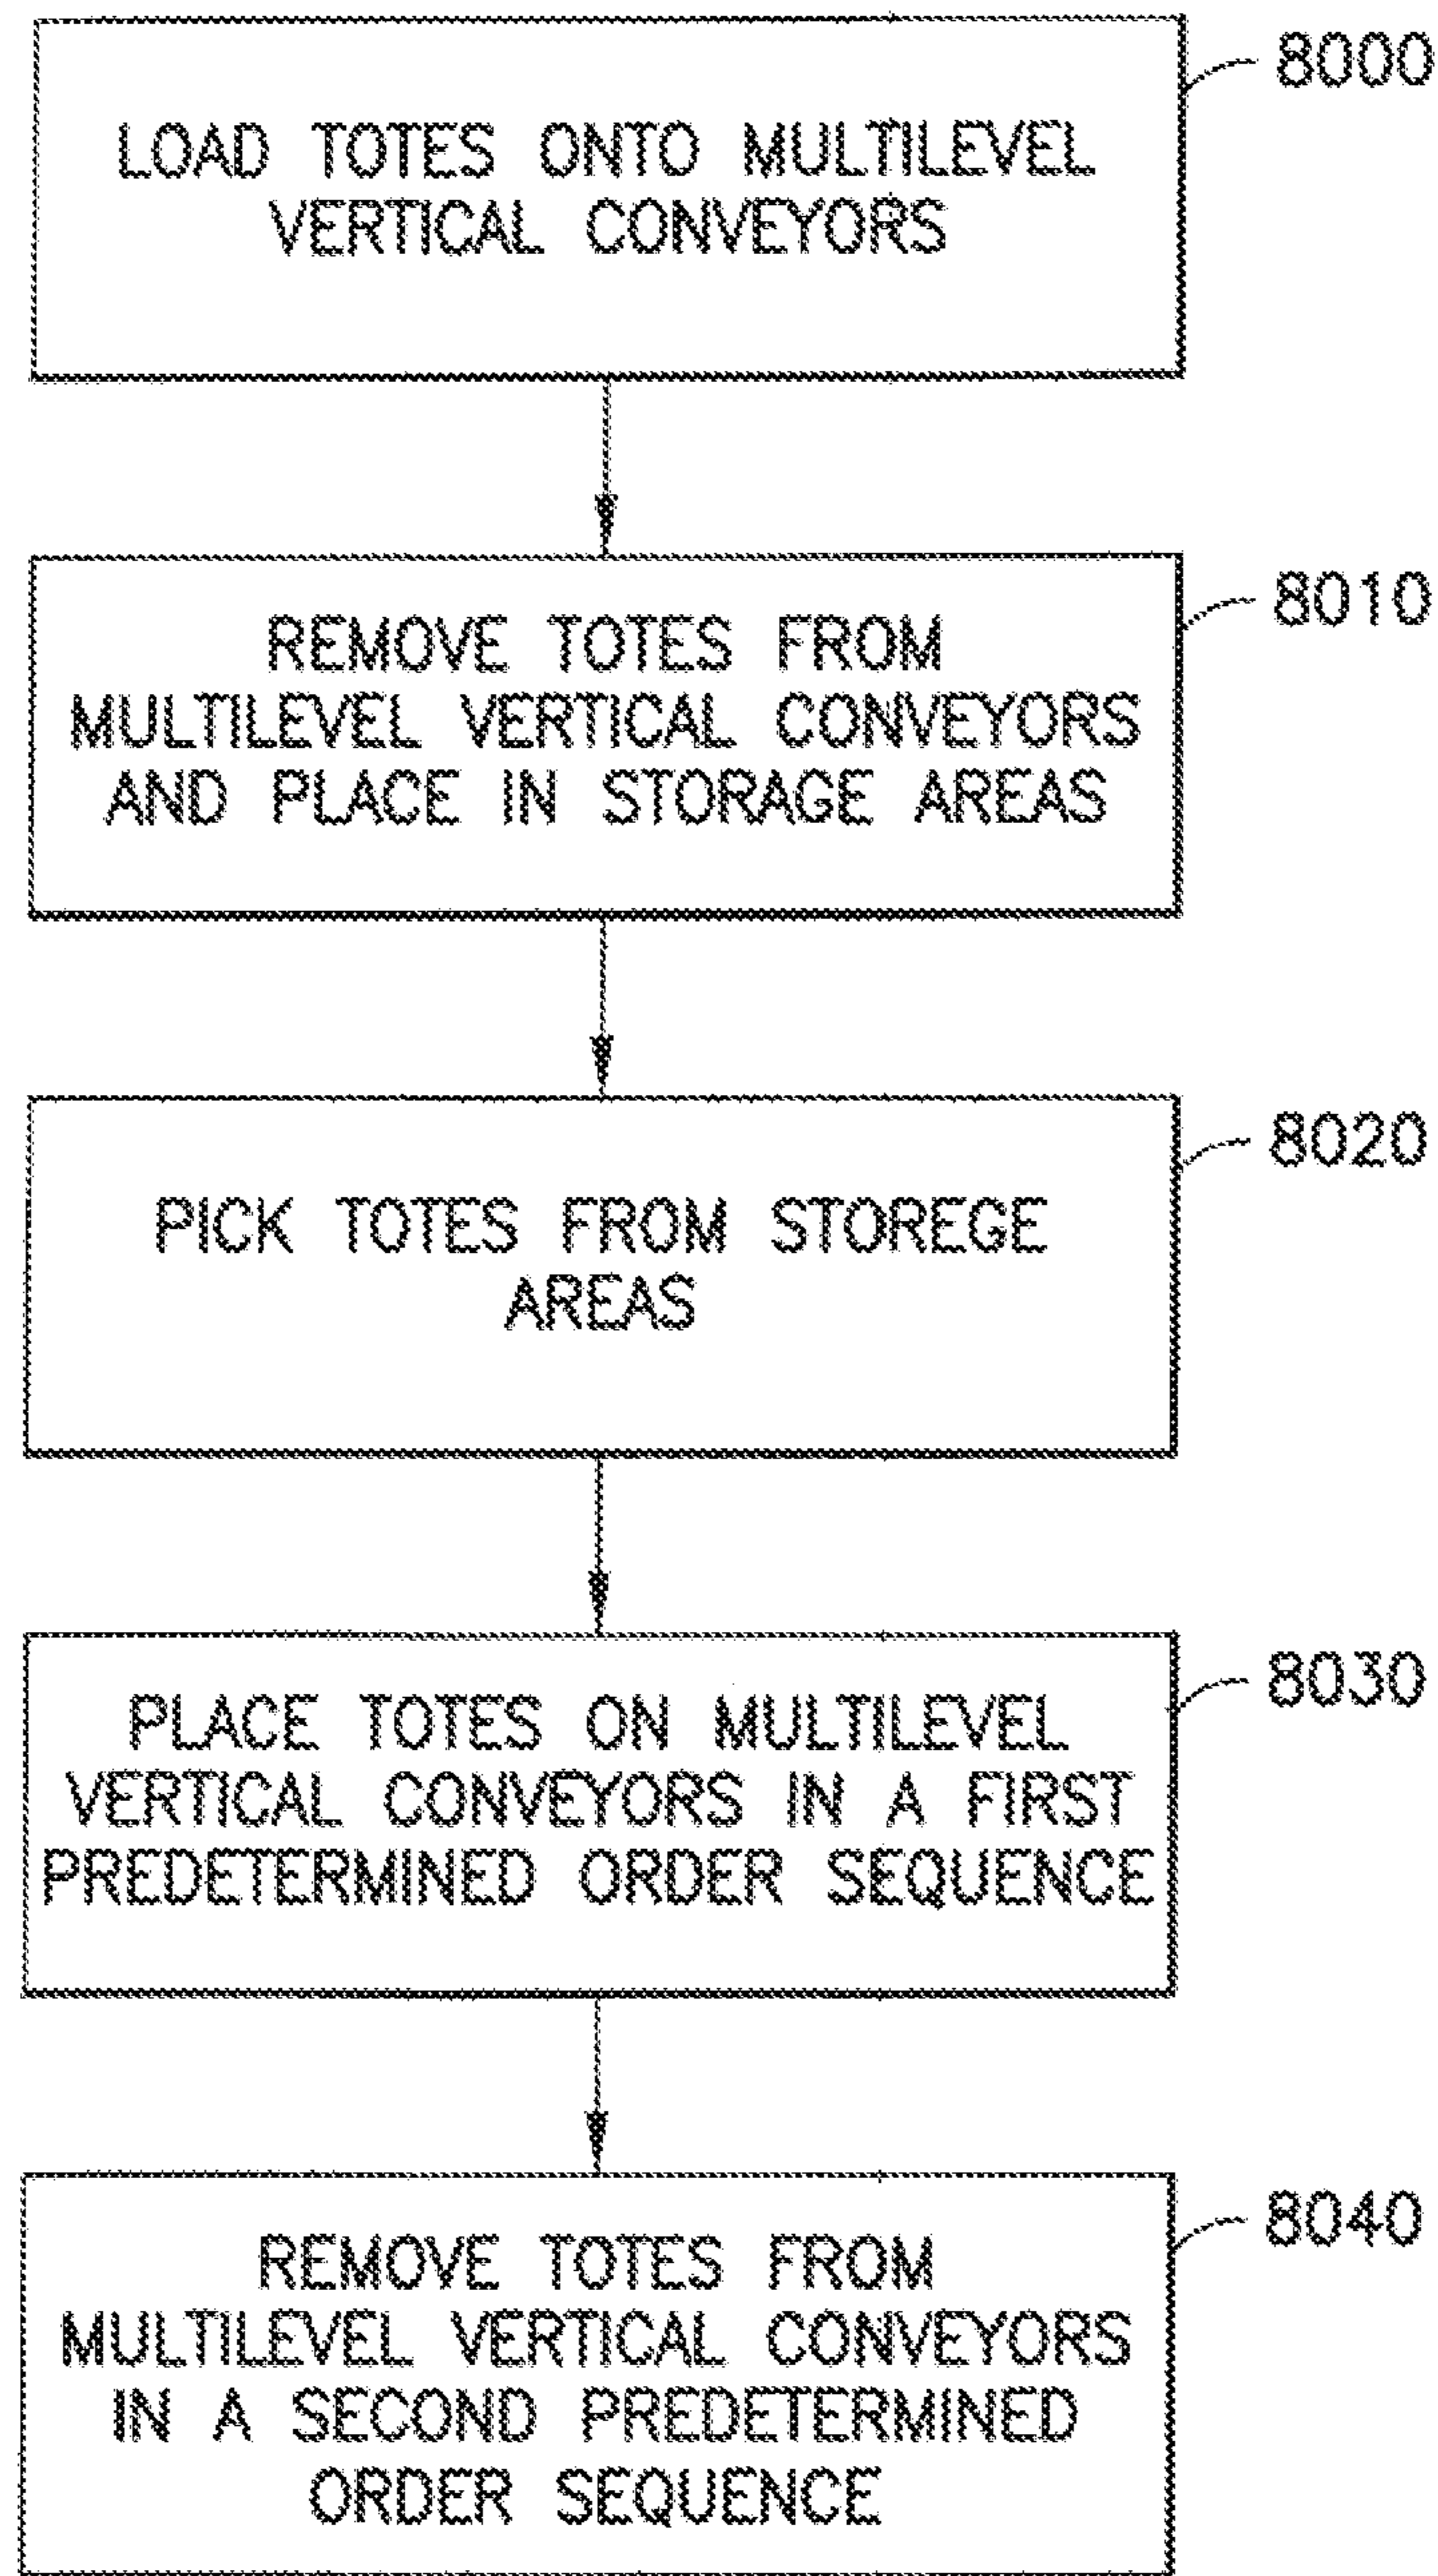 8000
LOAD TOTES ONTO MULTILEVEL
VERTICAL CONVEYORS
8010
REMOVE TOTES FROM
MULTILEVEL VERTICAL CONVEYORS
AND PLACE IN STORAGE AREAS
8020
PICK TOTES FROM STOREGE
AREAS
8030
PLACE TOTES ON MULTILEVEL
VERTICAL CONVEYORS IN A FIRST
PREDETERMINED ORDER SEQUENCE
8040
REMOVE TOTES FROM
MULTILEVEL VERTICAL CONVEYORS
IN A SECOND PREDETERMINED
ORDER SEQUENCE